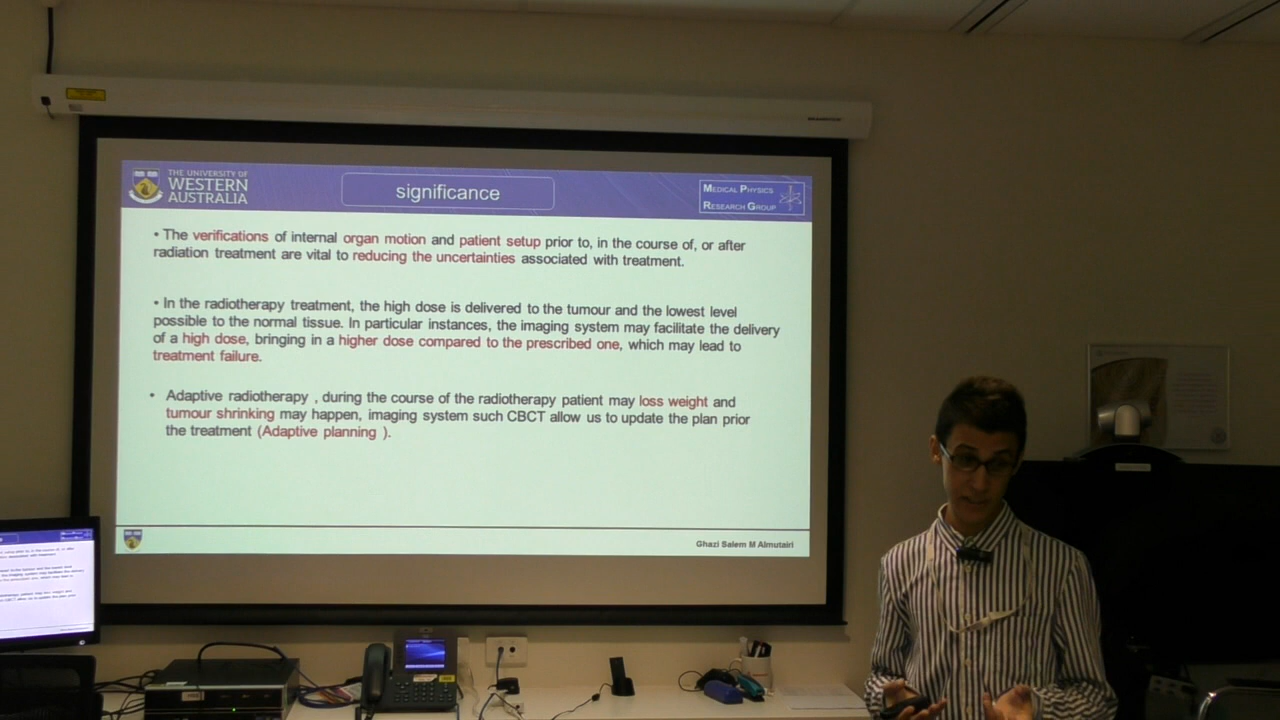 THE UNIVERSITY OF
WESTERN
AUSTRALIA
significance
MEDICAL PHYSICS
RESEARCH GROUP
• The verifications of internal organ motion and patient setup prior to, in the course of, or after
radiation treatment are vital to reducing the uncertainties associated with treatment.
• In the radiotherapy treatment, the high dose is delivered to the tumour and the lowest level
possible to the normal tissue. In particular instances, the imaging system may facilitate the delivery
of a high dose, bringing in a higher dose compared to the prescribed one, which may lead to
treatment failure.
• Adaptive radiotherapy , during the course of the radiotherapy patient may loss weight and
tumour shrinking may happen, imaging system such CBCT allow us to update the plan prior
the treatment (Adaptive planning ).
Ghazi Salem M Almutairi